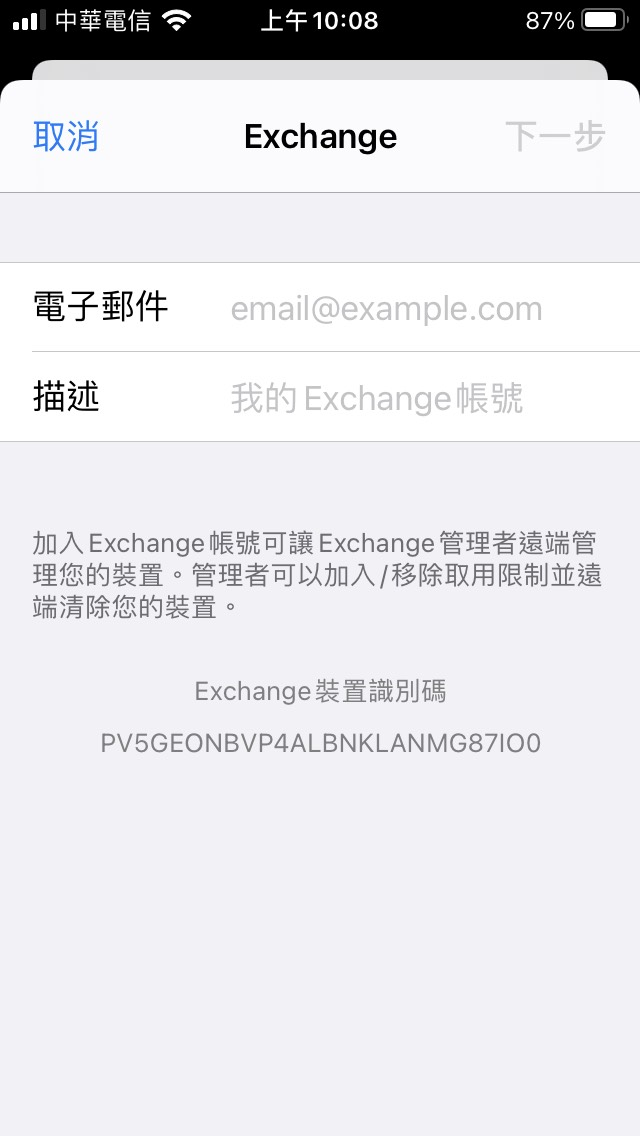 中華電信 上午10:08 87%
取消 Exchange 下一步
電子郵件 email@example.com
描述 我的Exchange帳號
加入Exchange帳號可讓Exchange管理者遠端管
理您的裝置。管理者可以加入/移除取用限制並遠
端清除您的裝置。
Exchange裝置識別碼
PV5GEONBVP4ALBNKLANMG87IO0